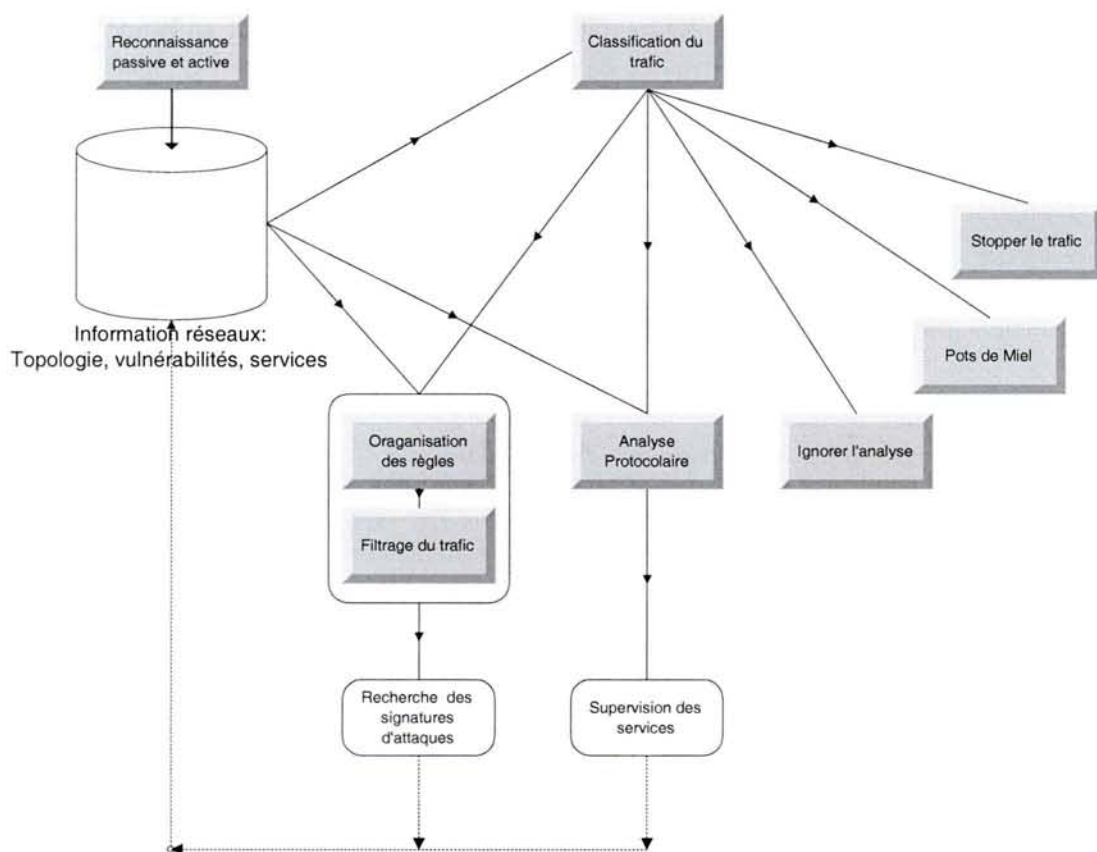 Reconnaissance
passive et active
Classification du
trafic
Stopper le trafic
Information réseaux:
Topologie, vulnérabilités, services
Pots de Miel
Oraganisation
des règles
Analyse
Protocolaire
Ignorer l'analyse
Filtrage du trafic
Recherche des
signatures
d'attaques
Supervision des
services